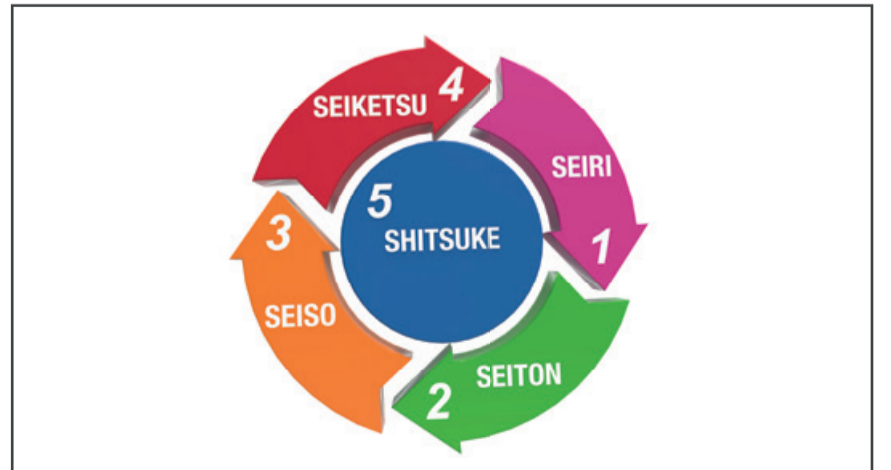 SEIRI
1
SEITON
2
SEISO
3
SEIKETSU 4
5
SHITSUKE